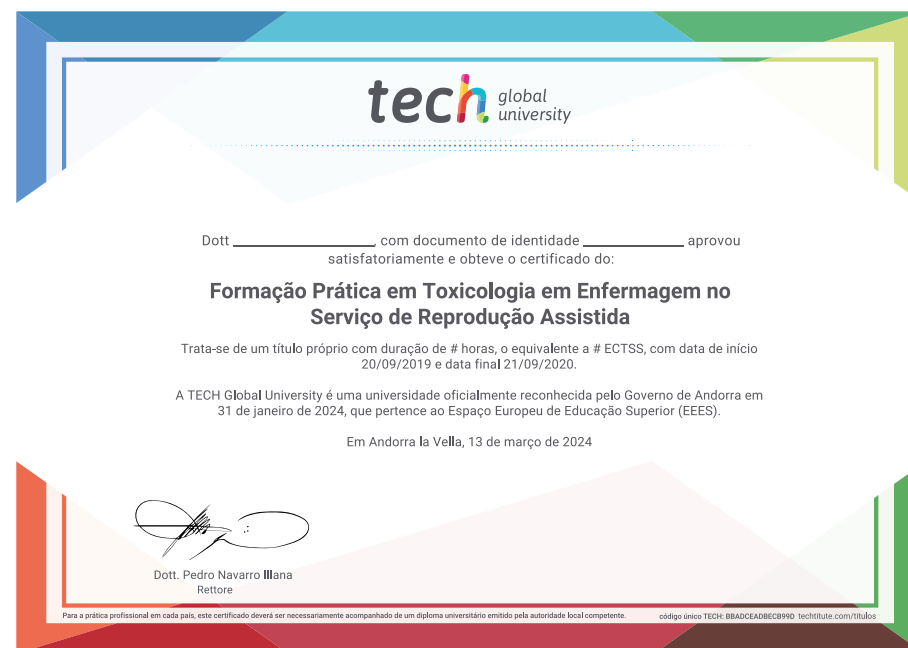 tech global university
Dott _________________, com documento de identidade ____________ aprovou
satisfatoriamente e obteve o certificado do:
Formação Prática em Toxicologia em Enfermagem no
Serviço de Reprodução Assistida
Trata-se de um título próprio com duração de # horas, o equivalente a # ECTSS, com data de início
20/09/2019 e data final 21/09/2020.
A TECH Global University é uma universidade oficialmente reconhecida pelo Governo de Andorra em
31 de janeiro de 2024, que pertence ao Espaço Europeu de Educação Superior (EEES).
Em Andorra la Vella, 13 de março de 2024
Dott. Pedro Navarro Illana
Rettore
Para a prática profissional em cada país, este certificado deverá ser necessariamente acompanhado de um diploma universitário emitido pela autoridade local competente. código único TECH: BBADCEADBECB99D techtitute.com/titulos